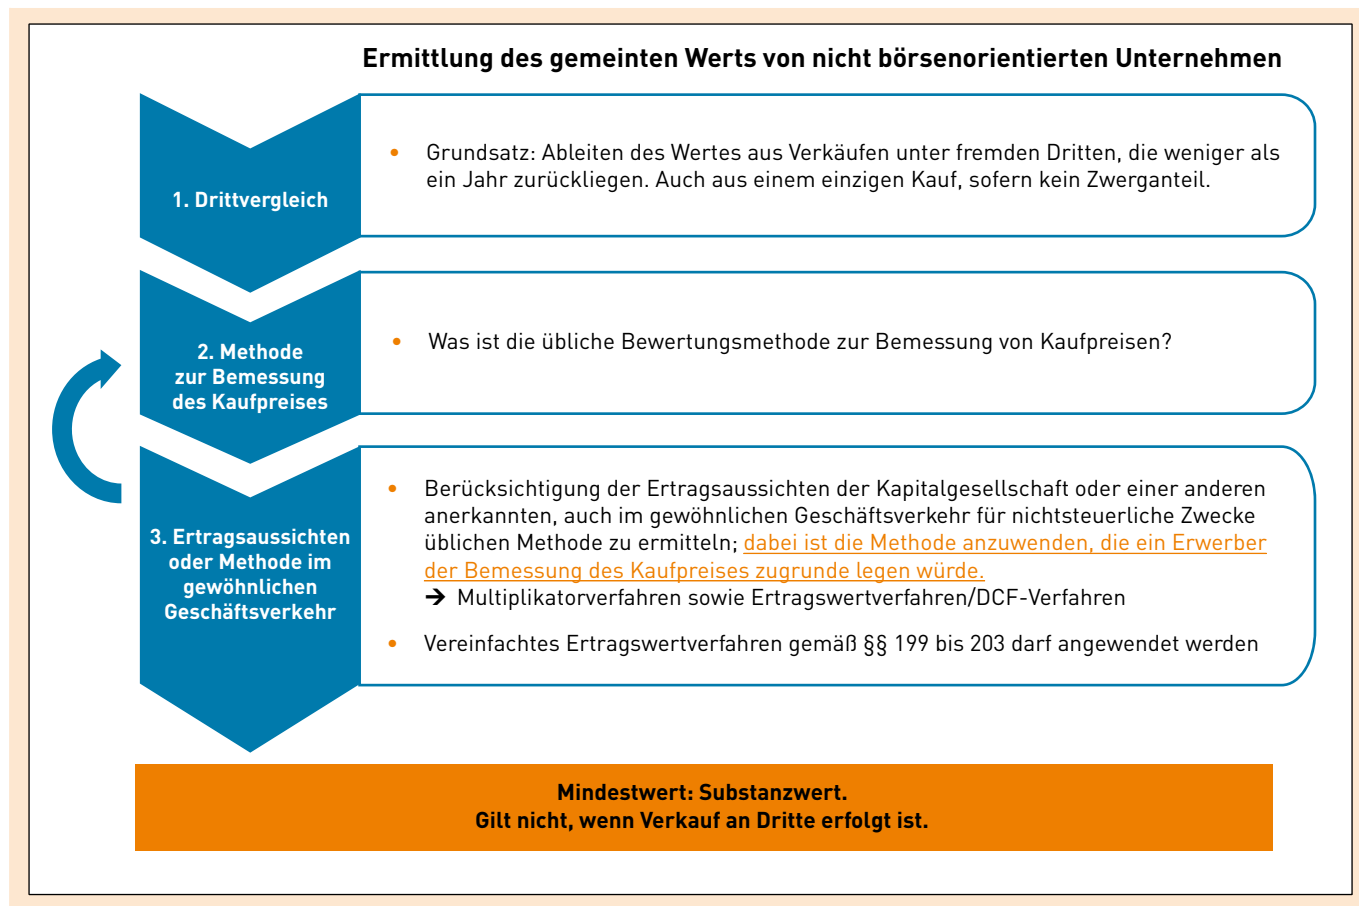 Ermittlung des gemeinten Werts von nicht börsenorientierten Unternehmen
1. Drittvergleich
• Grundsatz: Ableiten des Wertes aus Verkäufen unter fremden Dritten, die weniger als
ein Jahr zurückliegen. Auch aus einem einzigen Kauf, sofern kein Zwerganteil.
2. Methode
zur Bemessung
des Kaufpreises
• Was ist die übliche Bewertungsmethode zur Bemessung von Kaufpreisen?
3. Ertragsaussichten
oder Methode im
gewöhnlichen
Geschäftsverkehr
• Berücksichtigung der Ertragsaussichten der Kapitalgesellschaft oder einer anderen
anerkannten, auch im gewöhnlichen Geschäftsverkehr für nichtsteuerliche Zwecke
üblichen Methode zu ermitteln; dabei ist die Methode anzuwenden, die ein Erwerber
der Bemessung des Kaufpreises zugrunde legen würde.
➔ Multiplikatorverfahren sowie Ertragswertverfahren/DCF-Verfahren
• Vereinfachtes Ertragswertverfahren gemäß §§ 199 bis 203 darf angewendet werden
Mindestwert: Substanzwert.
Gilt nicht, wenn Verkauf an Dritte erfolgt ist.